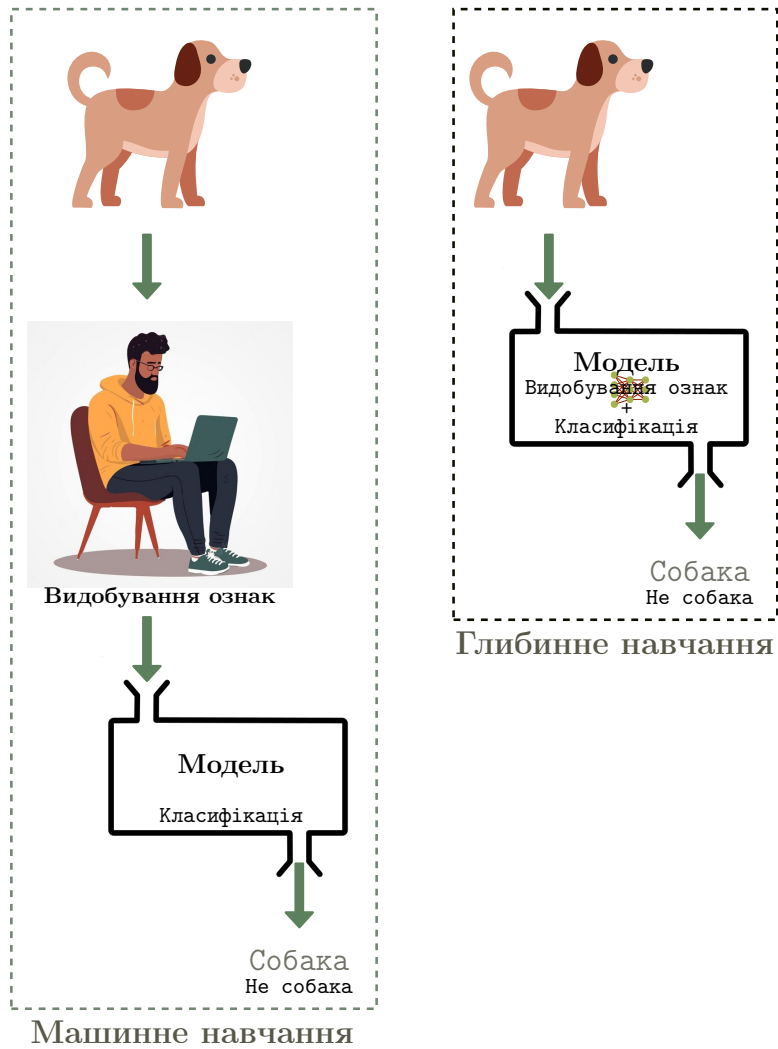 Видобування ознак
Модель
Класифікація
Собака
Не собака
Машинне навчання
Модель
Видобування ознак
+
Класифікація
Собака
Не собака
Глибинне навчання